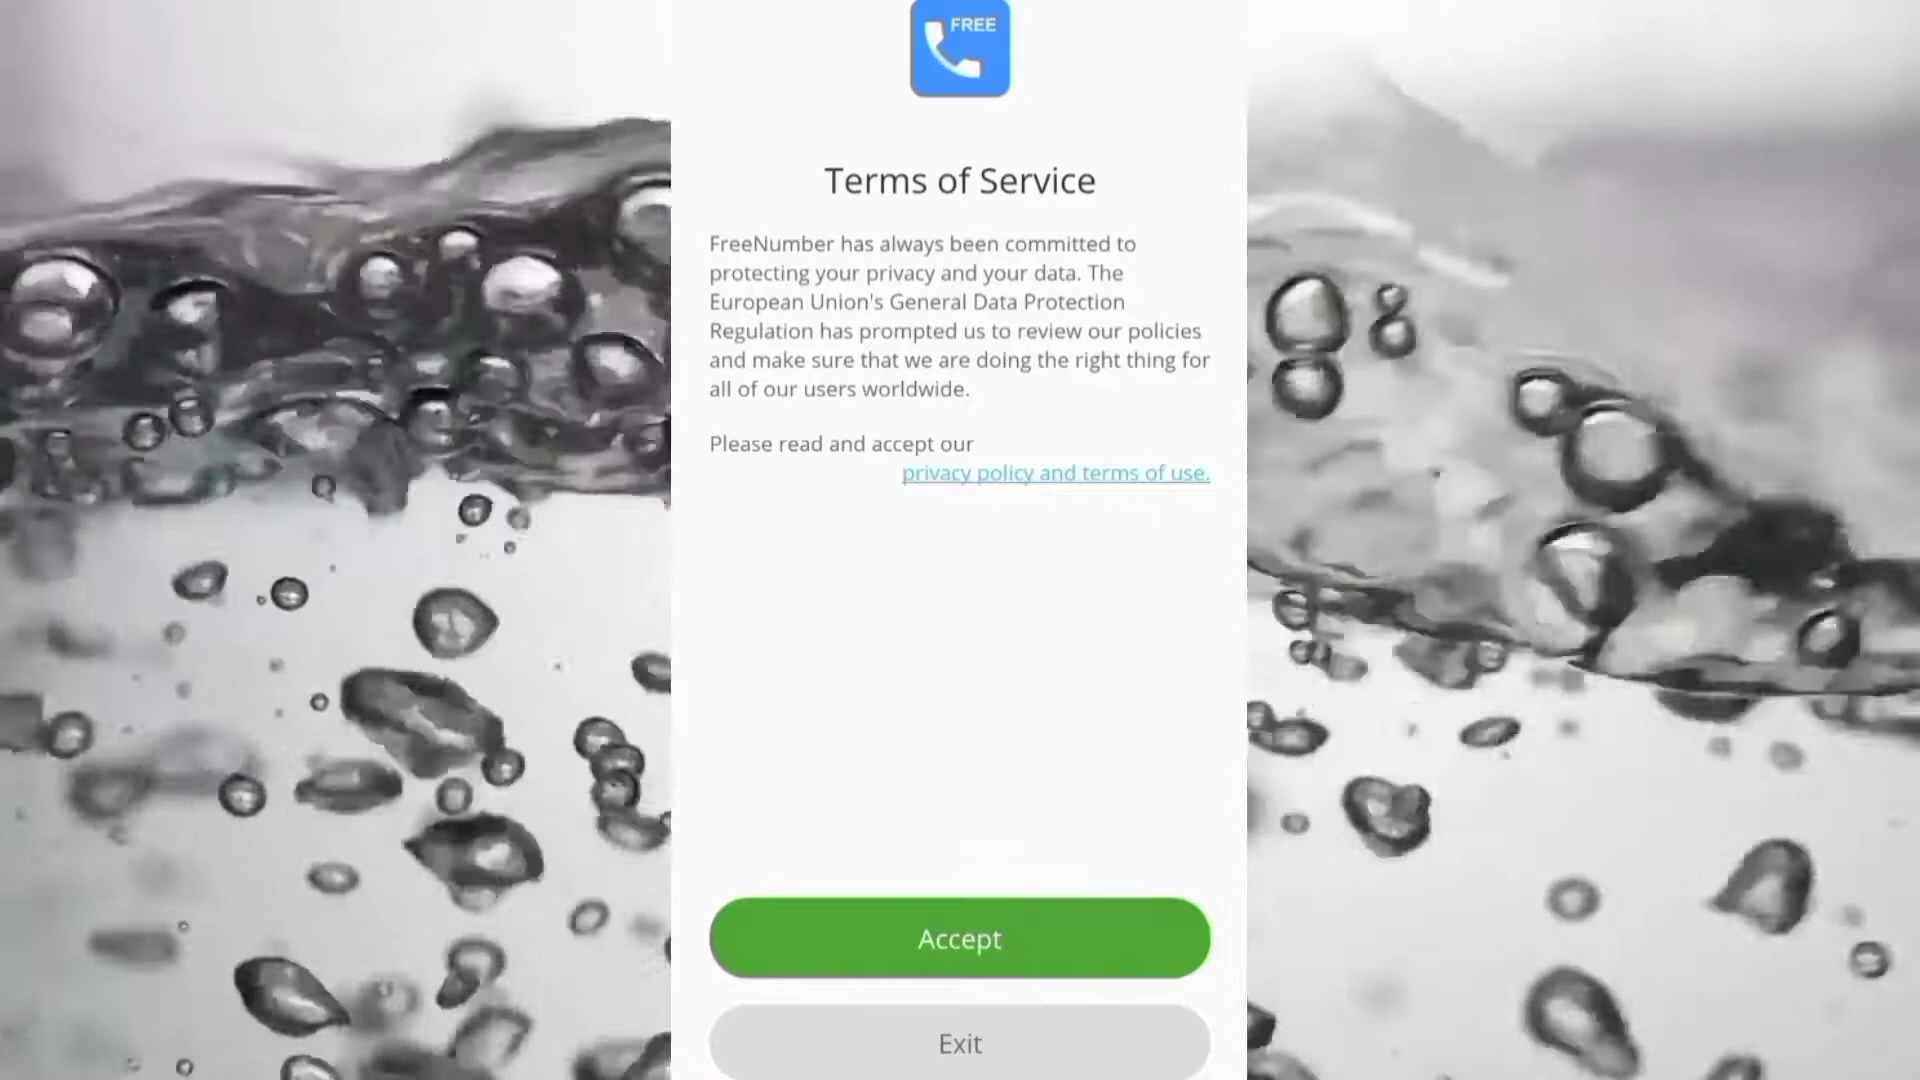 FREE
Terms of Service
FreeNumber has always been committed to
protecting your privacy and your data. The
European Union's General Data Protection
Regulation has prompted us to review our policies
and make sure that we are doing the right thing for
all of our users worldwide.
Please read and accept our
privacy policy and terms of use.
Accept
Exit